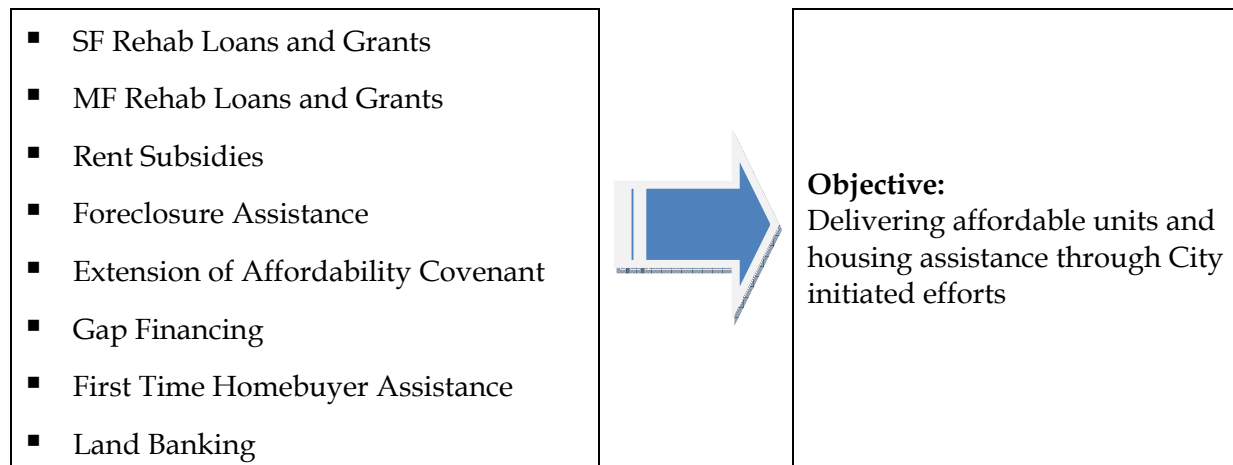 ▪ SF Rehab Loans and Grants
▪ MF Rehab Loans and Grants
▪ Rent Subsidies
▪ Foreclosure Assistance
▪ Extension of Affordability Covenant
▪ Gap Financing
▪ First Time Homebuyer Assistance
▪ Land Banking
Objective:
Delivering affordable units and
housing assistance through City
initiated efforts